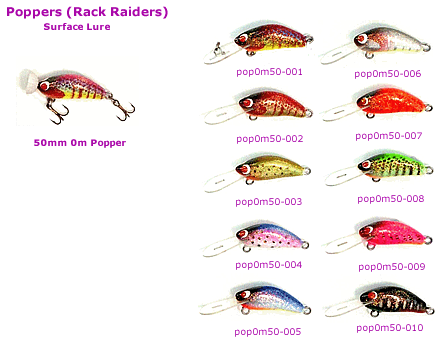 Poppers (Rack Raiders)
Surface Lure
50mm 0m Popper
pop0m50-001
pop0m50-006
pop0m50-002
pop0m50-007
pop0m50-003
pop0m50-008
pop0m50-004
pop0m50-009
pop0m50-005
pop0m50-010